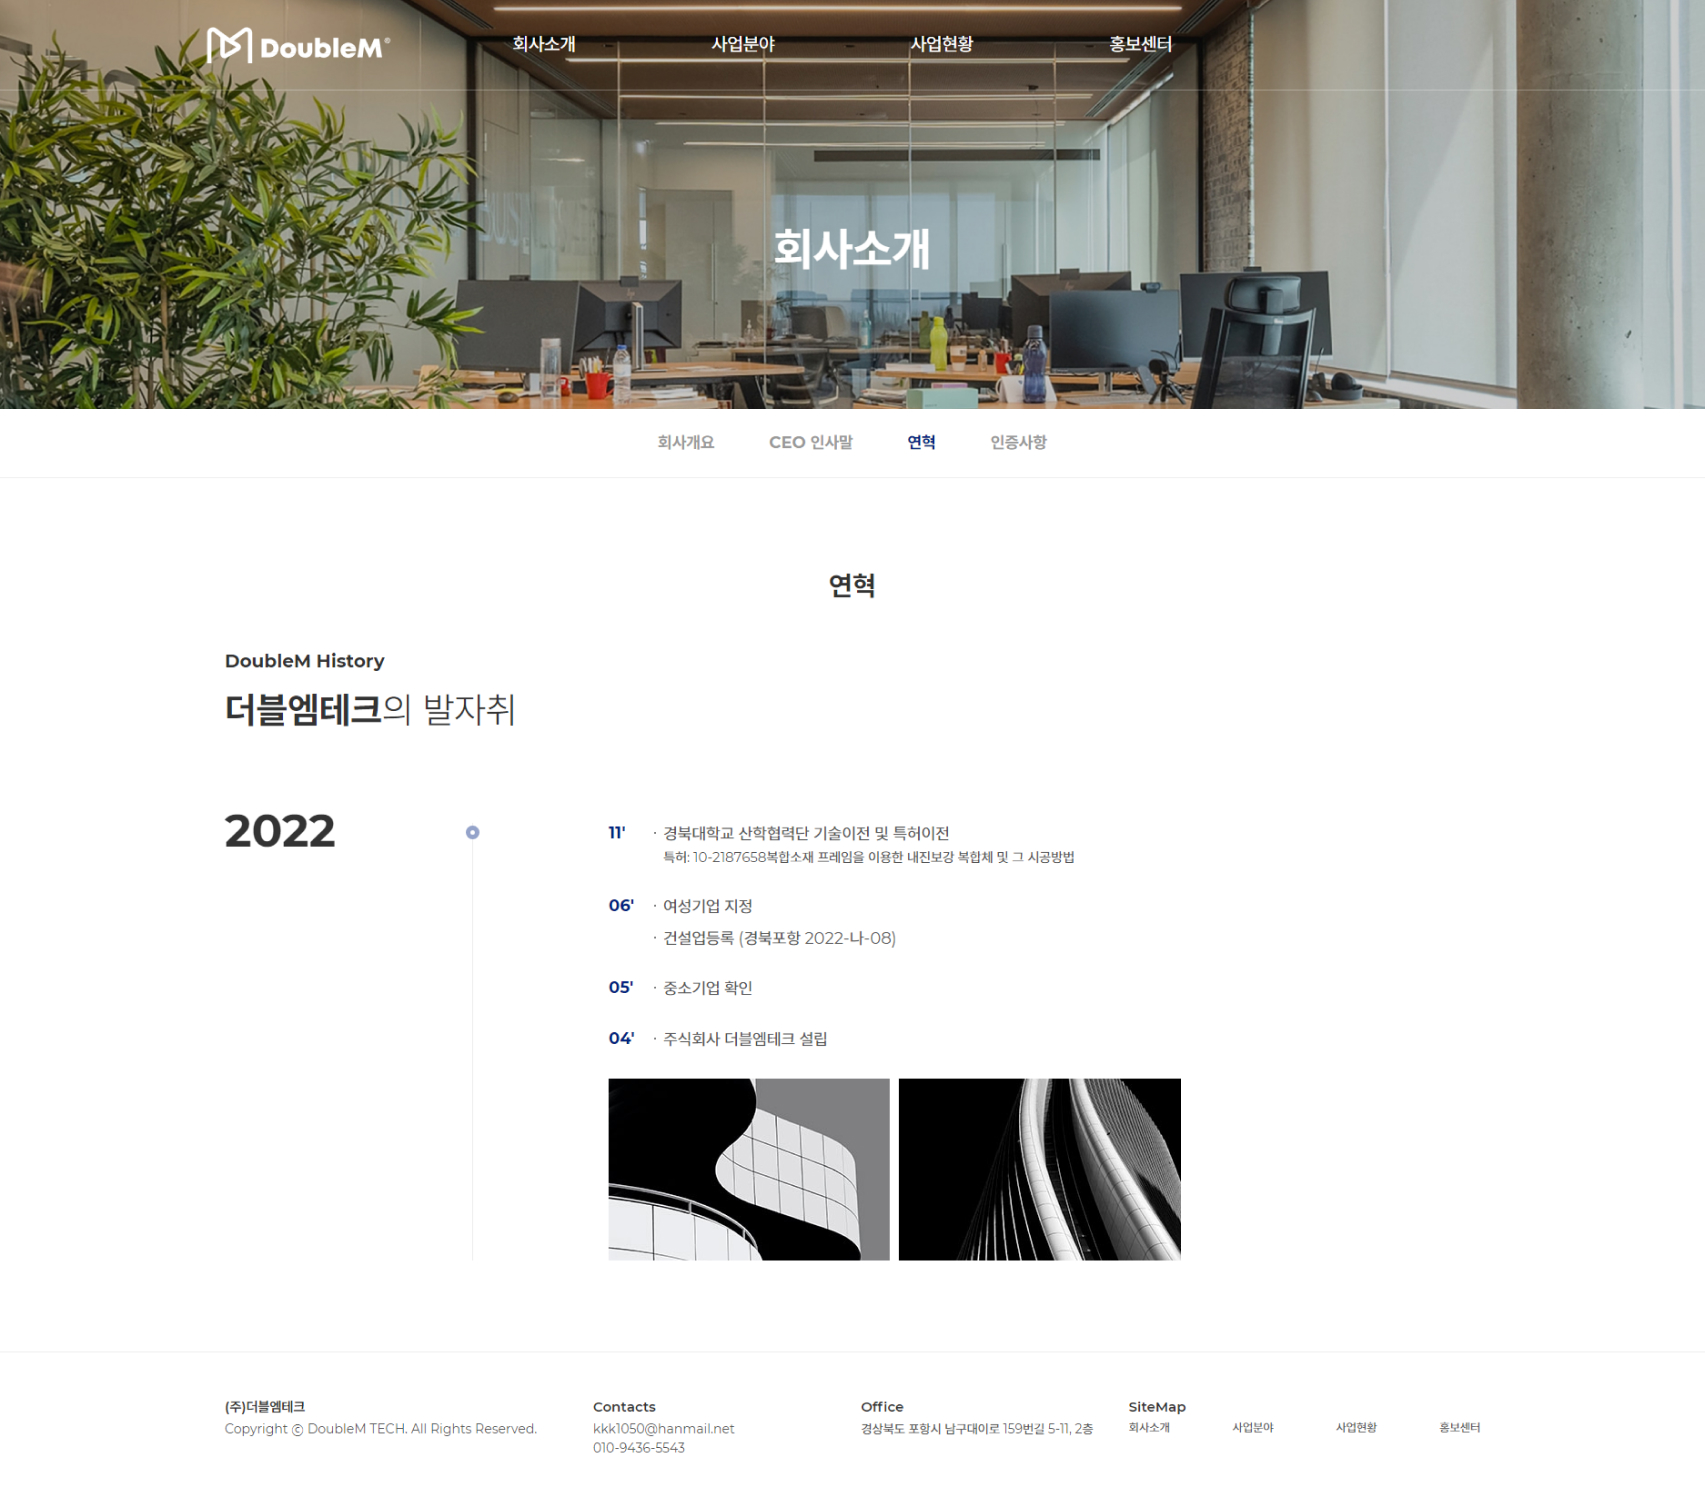 DoubleM®
회사소개
사업분야
사업현황
홍보센터
회사소개
회사개요
CEO 인사말
연혁
인증사항
연혁
DoubleM History
더블엠테크의 발자취
2022
11'
· 경북대학교 산학협력단 기술이전 및 특허이전
특허: 10-2187658복합소재 프레임을 이용한 내진보강 복합체 및 그 시공방법
06'
· 여성기업 지정
· 건설업등록 (경북포항 2022-나-08)
05'
· 중소기업 확인
04'
· 주식회사 더블엠테크 설립
(주)더블엠테크
Copyright ⓒ DoubleM TECH. All Rights Reserved.
Contacts
kkk1050@hanmail.net
010-9436-5543
Office
경상북도 포항시 남구대이로 159번길 5-11, 2층
SiteMap
회사소개
사업분야
사업현황
홍보센터